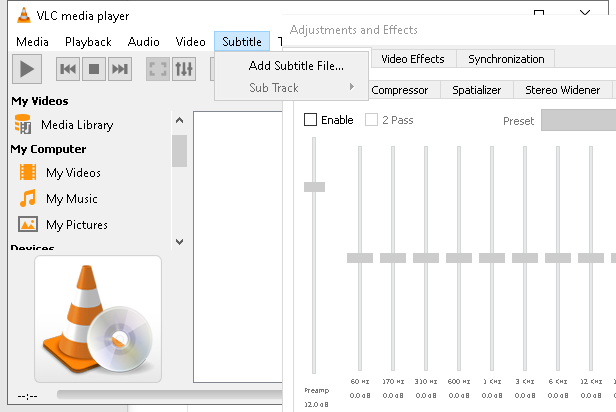 VLC media player
Adjustments and Effects
Media Playback Audio Video Subtitle T
Video Effects Synchronization
Add Subtitle File...
Sub Track
Compressor Spatializer Stereo Widener
My Videos
Media Library
Enable 2 Pass Preset
My Computer
My Videos
My Music
My Pictures
Devices
60 Hz 170 Hz 310 Hz 600 Hz 1 KHz 3 KHz 6 KHz 12 KHz
Preamp
0.0 dB 0.0 dB 0.0 dB 0.0 dB 0.0 dB 0.0 dB 0.0 dB 0.0 dB
12.0 dB
--:--